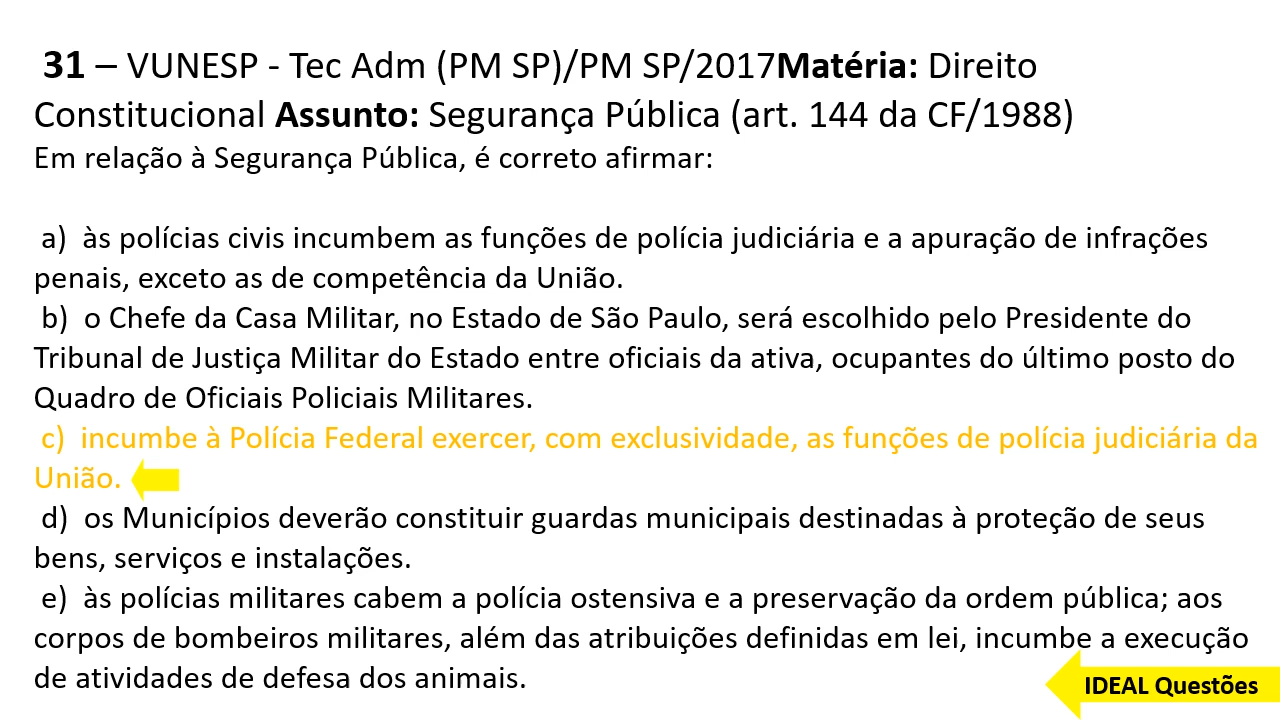 31 – VUNESP - Tec Adm (PM SP)/PM SP/2017Matéria: Direito
Constitucional Assunto: Segurança Pública (art. 144 da CF/1988)
Em relação à Segurança Pública, é correto afirmar:
a) às polícias civis incumbem as funções de polícia judiciária e a apuração de infrações
penais, exceto as de competência da União.
b) o Chefe da Casa Militar, no Estado de São Paulo, será escolhido pelo Presidente do
Tribunal de Justiça Militar do Estado entre oficiais da ativa, ocupantes do último posto do
Quadro de Oficiais Policiais Militares.
c) incumbe à Polícia Federal exercer, com exclusividade, as funções de polícia judiciária da
União.
d) os Municípios deverão constituir guardas municipais destinadas à proteção de seus
bens, serviços e instalações.
e) às polícias militares cabem a polícia ostensiva e a preservação da ordem pública; aos
corpos de bombeiros militares, além das atribuições definidas em lei, incumbe a execução
de atividades de defesa dos animais.
IDEAL Questões